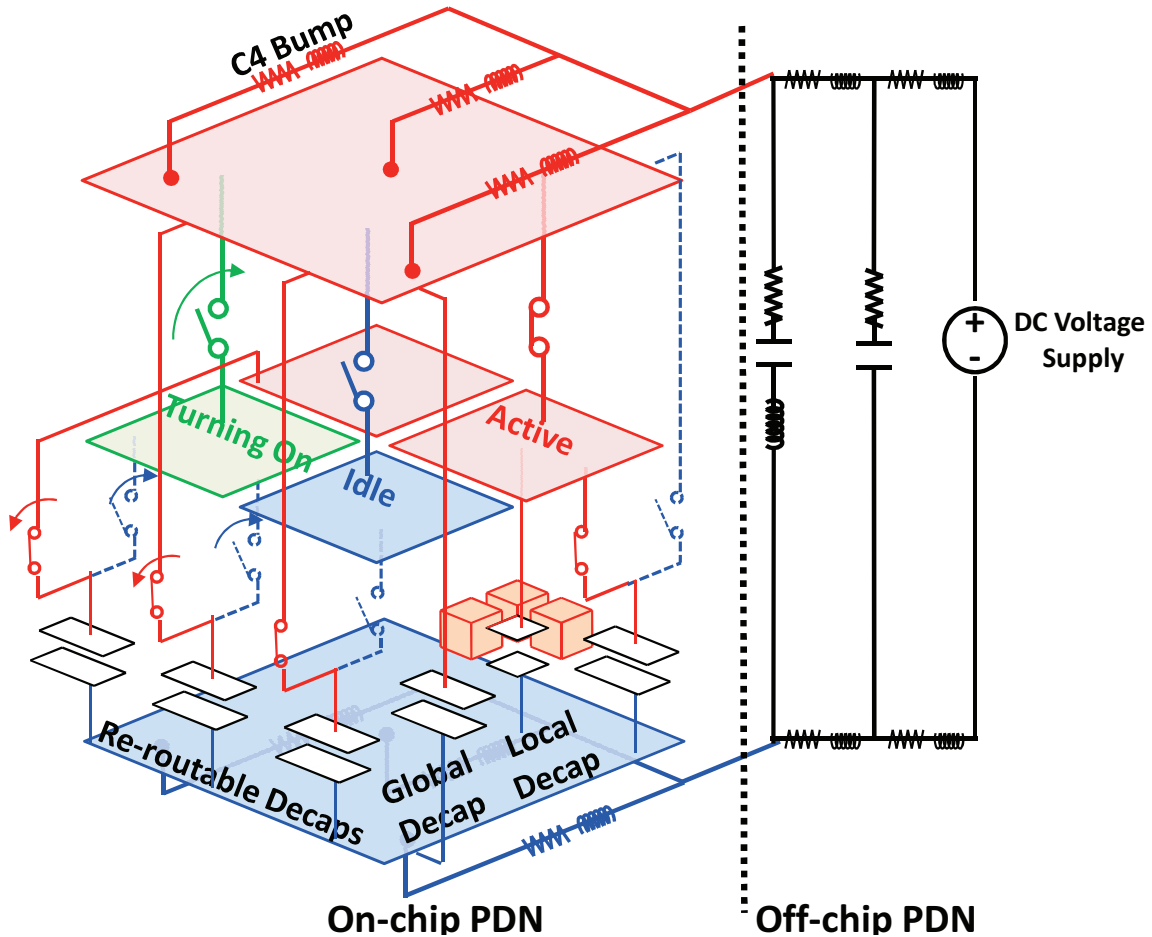 C4 Bump
+
-
DC Voltage
Supply
Turning On
Active
Idle
Re-routable Decaps
Global
Decap
Local
Decap
On-chip PDN
Off-chip PDN